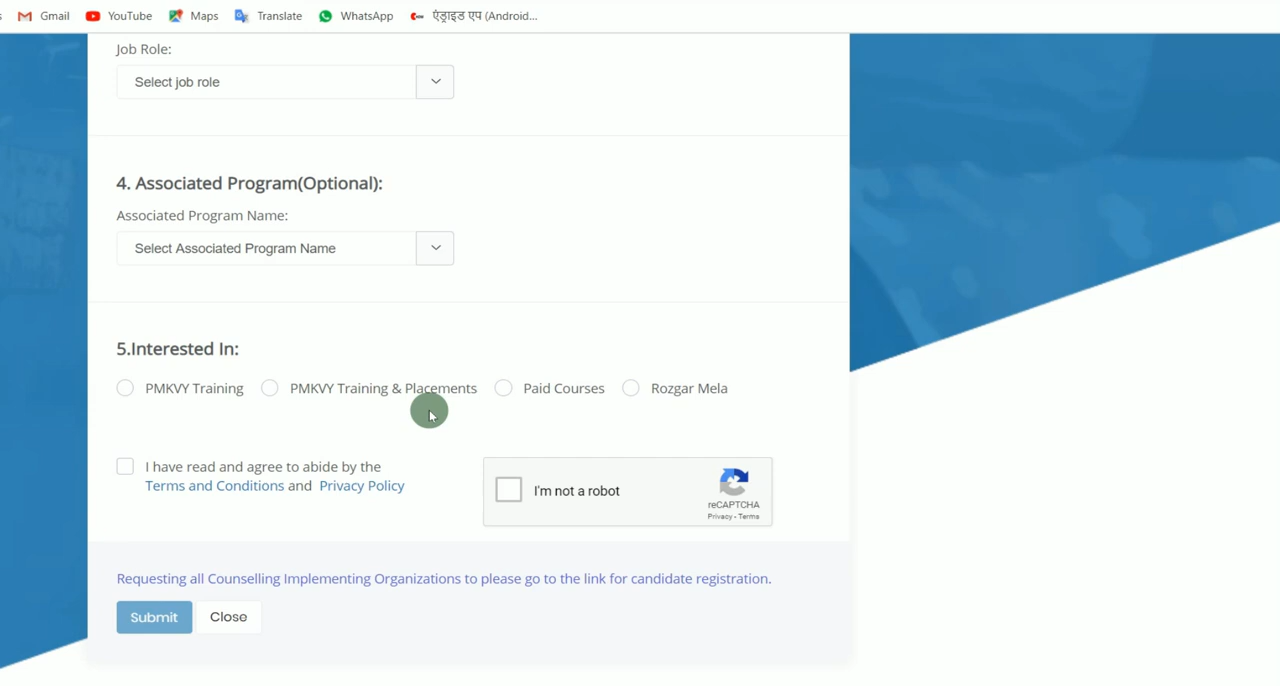 s Gmail YouTube Maps Translate WhatsApp एंड्राइड एप (Android...
Job Role:
Select job role
4. Associated Program(Optional):
Associated Program Name:
Select Associated Program Name
5.Interested In:
PMKVY Training PMKVY Training & Placements Paid Courses Rozgar Mela
I have read and agree to abide by the
Terms and Conditions and Privacy Policy
I'm not a robot
reCAPTCHA
Privacy - Terms
Requesting all Counselling Implementing Organizations to please go to the link for candidate registration.
Submit Close